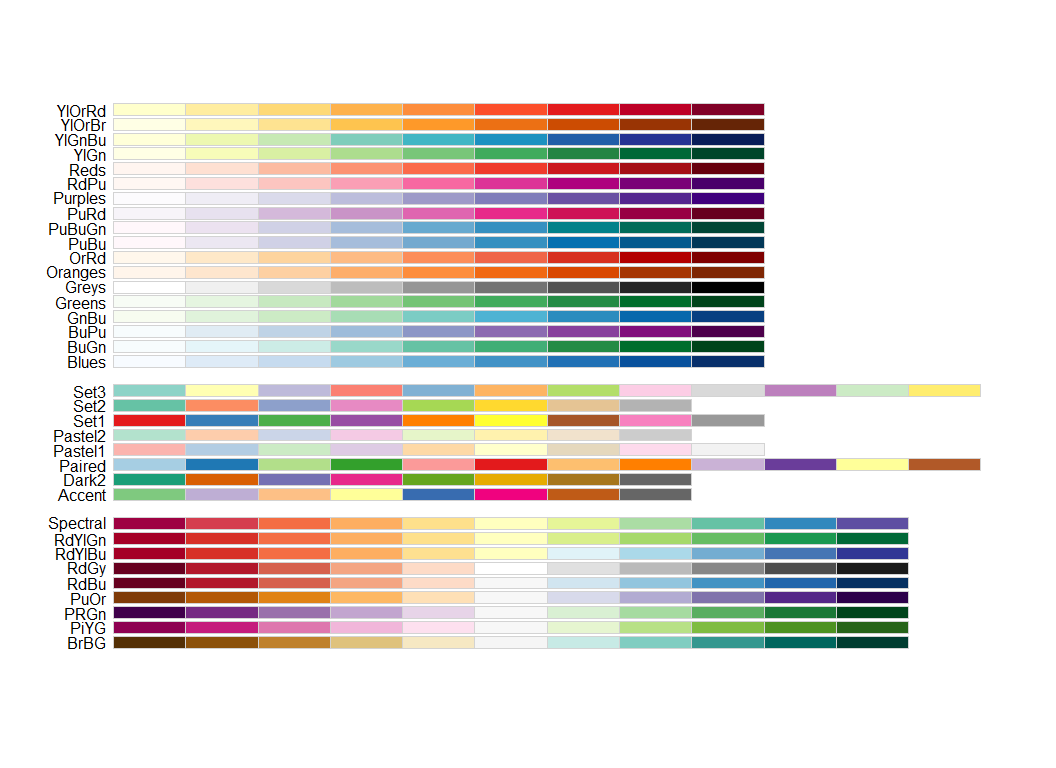 YlOrRd
YlOrBr
YlGnBu
YlGn
Reds
RdPu
Purples
PuRd
PuBuGn
PuBu
OrRd
Oranges
Greys
Greens
GnBu
BuPu
BuGn
Blues
Set3
Set2
Set1
Pastel2
Pastel1
Paired
Dark2
Accent
Spectral
RdYlGn
RdYlBu
RdGy
RdBu
PuOr
PRGn
PiYG
BrBG